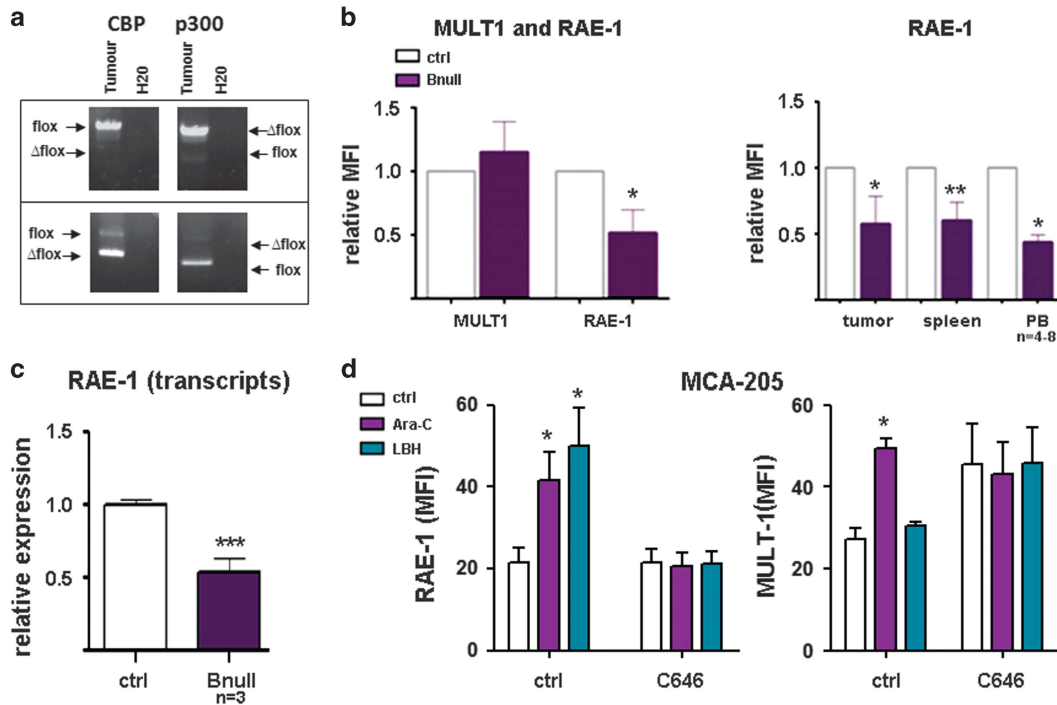 a
CBP
p300
Tumour
H20
Tumour
H20
flox
Δflox
Δflox
flox
flox
Δflox
Δflox
flox
b
MULT1 and RAE-1
ctrl
Bnull
relative MFI
1.5
1.0
0.5
*
MULT1
RAE-1
RAE-1
relative MFI
1.5
1.0
0.5
*
**
*
tumor
spleen
PB
n=4-8
c
RAE-1 (transcripts)
relative expression
1.5
1.0
0.5
***
ctrl
Bnull
n=3
d
MCA-205
ctrl
Ara-C
LBH
RAE-1 (MFI)
60
40
20
0
*
*
ctrl
C646
MULT-1(MFI)
60
40
20
0
*
ctrl
C646